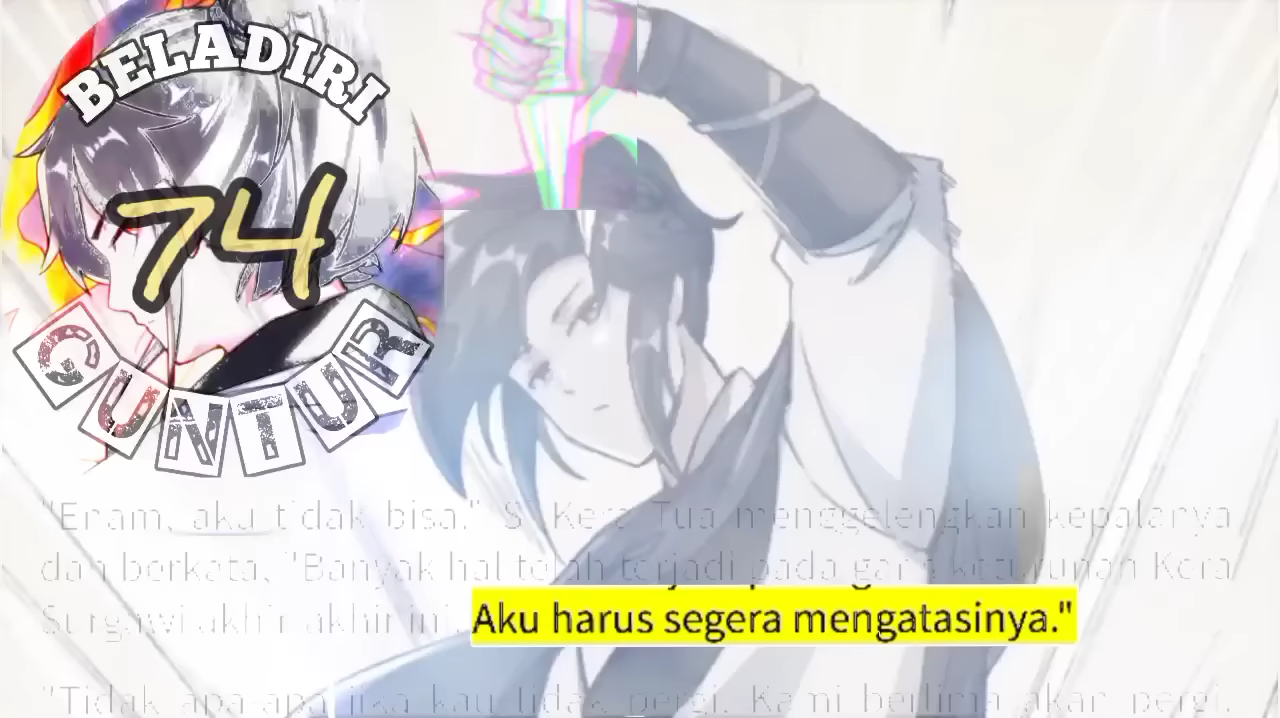 BELADIRI
74
GUNTUR
"Enam, aku tidak bisa." Si Kera Tua menggelengkan kepalanya
dan berkata, "Banyak hal telah terjadi pada garis keturunan Kera
Surgawi akhir-akhir ini. Aku harus segera mengatasinya."
"Tidak apa-apa jika kau tidak pergi. Kami berlima akan pergi.